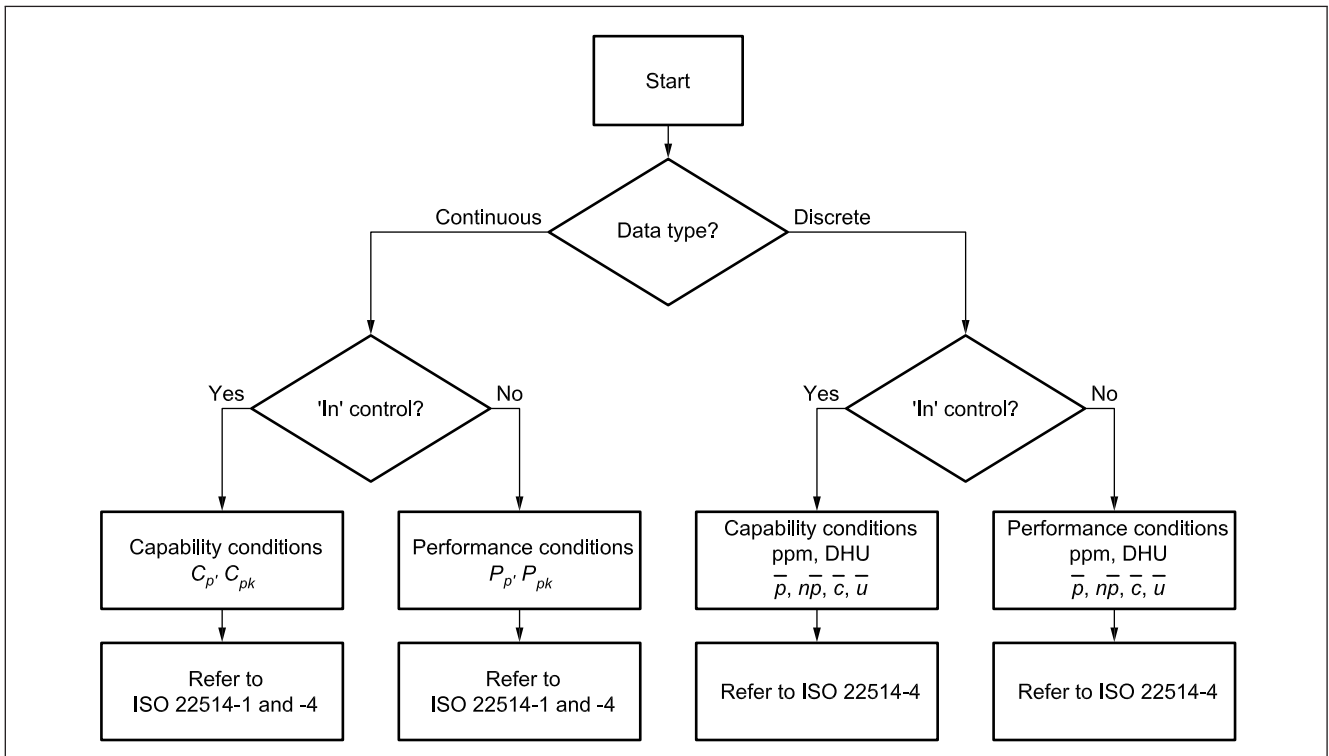 Start
Data type?
Continuous
Discrete
'In' control?
Yes
No
'In' control?
Yes
No
Capability conditions
Cp, Cpk
Performance conditions
Pp, Ppk
Capability conditions
ppm, DHU
p̅, np̅, c̅, u̅
Performance conditions
ppm, DHU
p̅, np̅, c̅, u̅
Refer to
ISO 22514-1 and -4
Refer to
ISO 22514-1 and -4
Refer to ISO 22514-4
Refer to ISO 22514-4